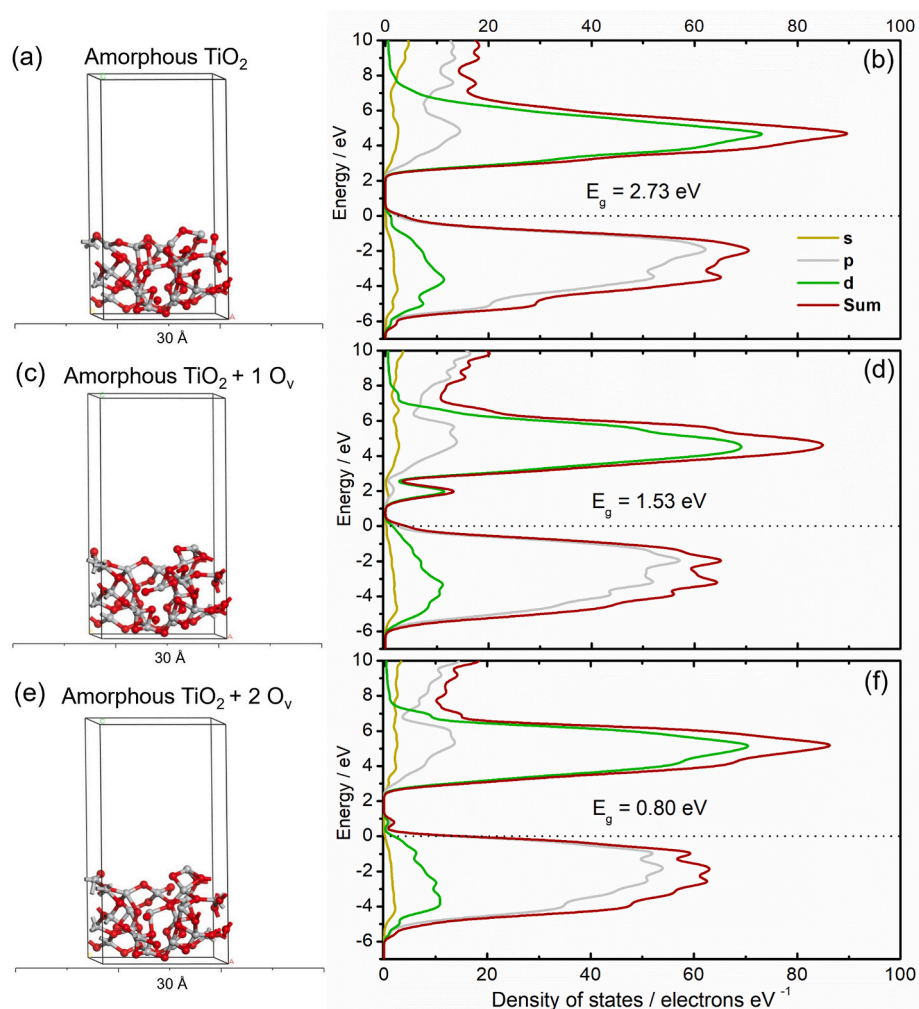 (a) Amorphous TiO2
30 Å
0 20 40 60 80 100
(b)
10
8
6
4
2
0
-2
-4
-6
Energy / eV
Eg = 2.73 eV
s
p
d
Sum
(c) Amorphous TiO2 + 1 Ov
30 Å
(d)
10
8
6
4
2
0
-2
-4
-6
Energy / eV
Eg = 1.53 eV
(e) Amorphous TiO2 + 2 Ov
30 Å
(f)
10
8
6
4
2
0
-2
-4
-6
Energy / eV
Eg = 0.80 eV
0 20 40 60 80 100
Density of states / electrons eV -1